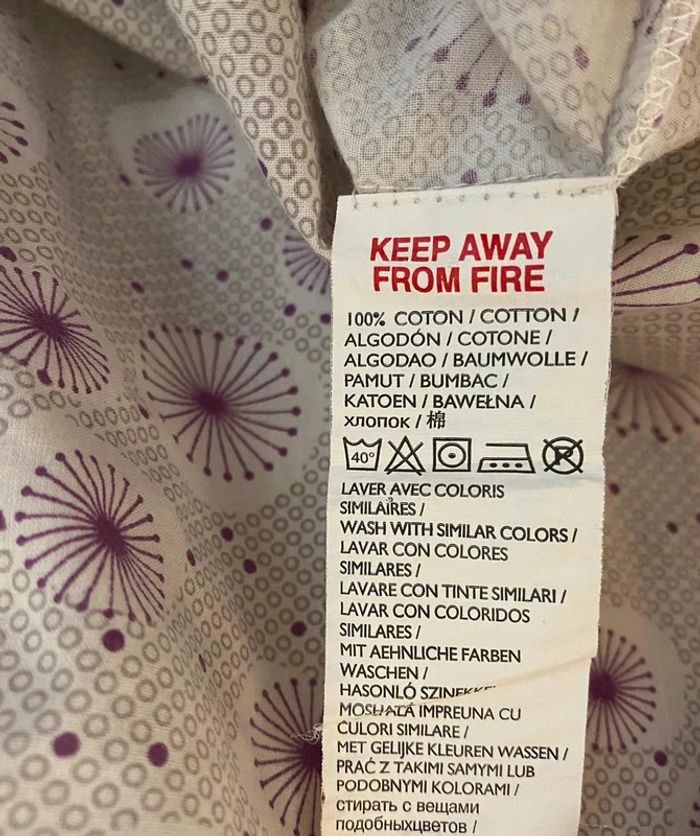 KEEP AWAY
FROM FIRE
100% COTON / COTTON /
ALGODÓN / COTONE /
ALGODAO / BAUMWOLLE /
PAMUT / BUMBAC /
KATOEN / BAWEŁNA /
хлопок / 棉
40°
LAVER AVEC COLORIS
SIMILAIRES /
WASH WITH SIMILAR COLORS /
LAVAR CON COLORES
SIMILARES /
LAVARE CON TINTE SIMILARI /
LAVAR COM COLORIDOS
SIMILARES /
MIT AEHNLICHE FARBEN
WASCHEN /
HASONLÓ
MOSHATÁ IMPREUNA CU
CULORI SIMILARE /
MET GELIJKE KLEUREN WASSEN /
PRAĆ Z TAKIMI SAMYMI LUB
PODOBNYMI KOLORAMI /
стирать с вещами
подобныхцветов /